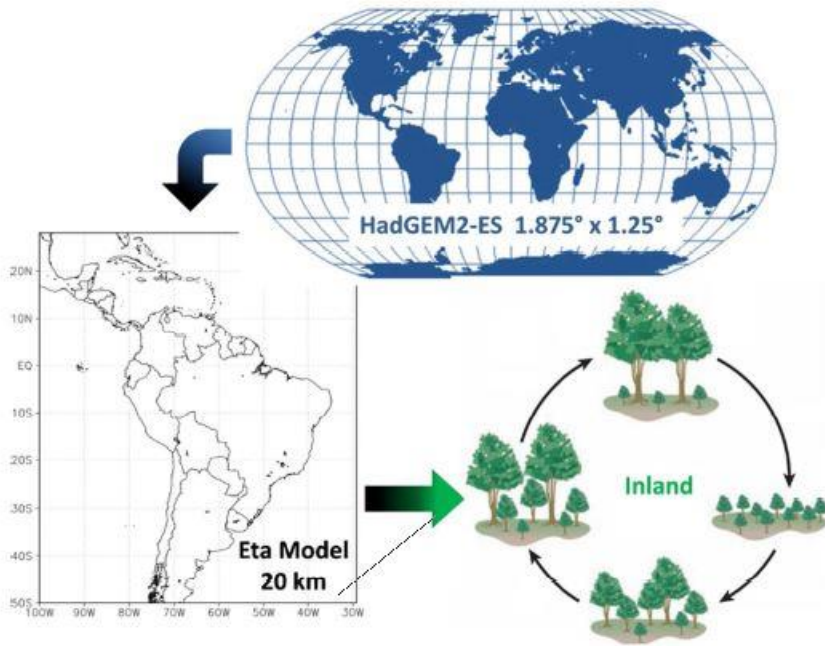 HadGEM2-ES 1.875° x 1.25°
20N
10N
EQ
10S
20S
30S
40S
50S
100W 90W 80W 70W 60W 50W 40W 30W
Eta Model
20 km
Inland